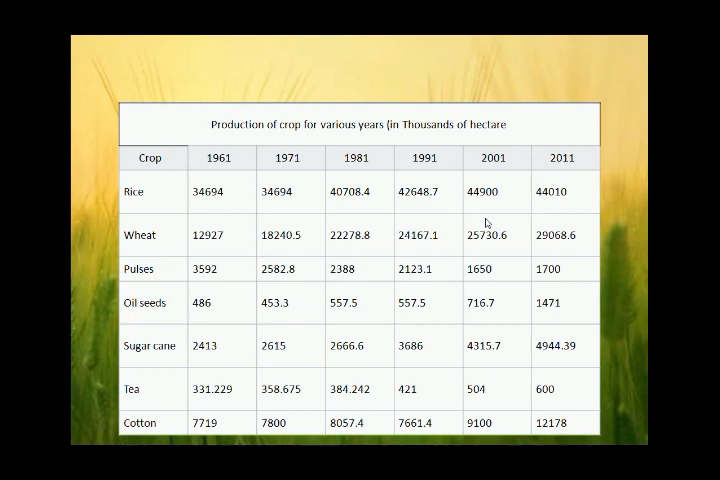 Production of crop for various years (in Thousands of hectare
Crop 1961 1971 1981 1991 2001 2011
Rice 34694 34694 40708.4 42648.7 44900 44010
Wheat 12927 18240.5 22278.8 24167.1 25730.6 29068.6
Pulses 3592 2582.8 2388 2123.1 1650 1700
Oil seeds 486 453.3 557.5 557.5 716.7 1471
Sugar cane 2413 2615 2666.6 3686 4315.7 4944.39
Tea 331.229 358.675 384.242 421 504 600
Cotton 7719 7800 8057.4 7661.4 9100 12178